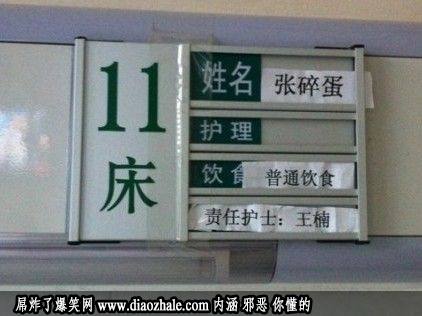 11
床
姓名 张碎蛋
护理
饮食 普通饮食
责任护士：王楠
屌炸了爆笑网 www.diaozhale.com 内涵 邪恶 你懂的